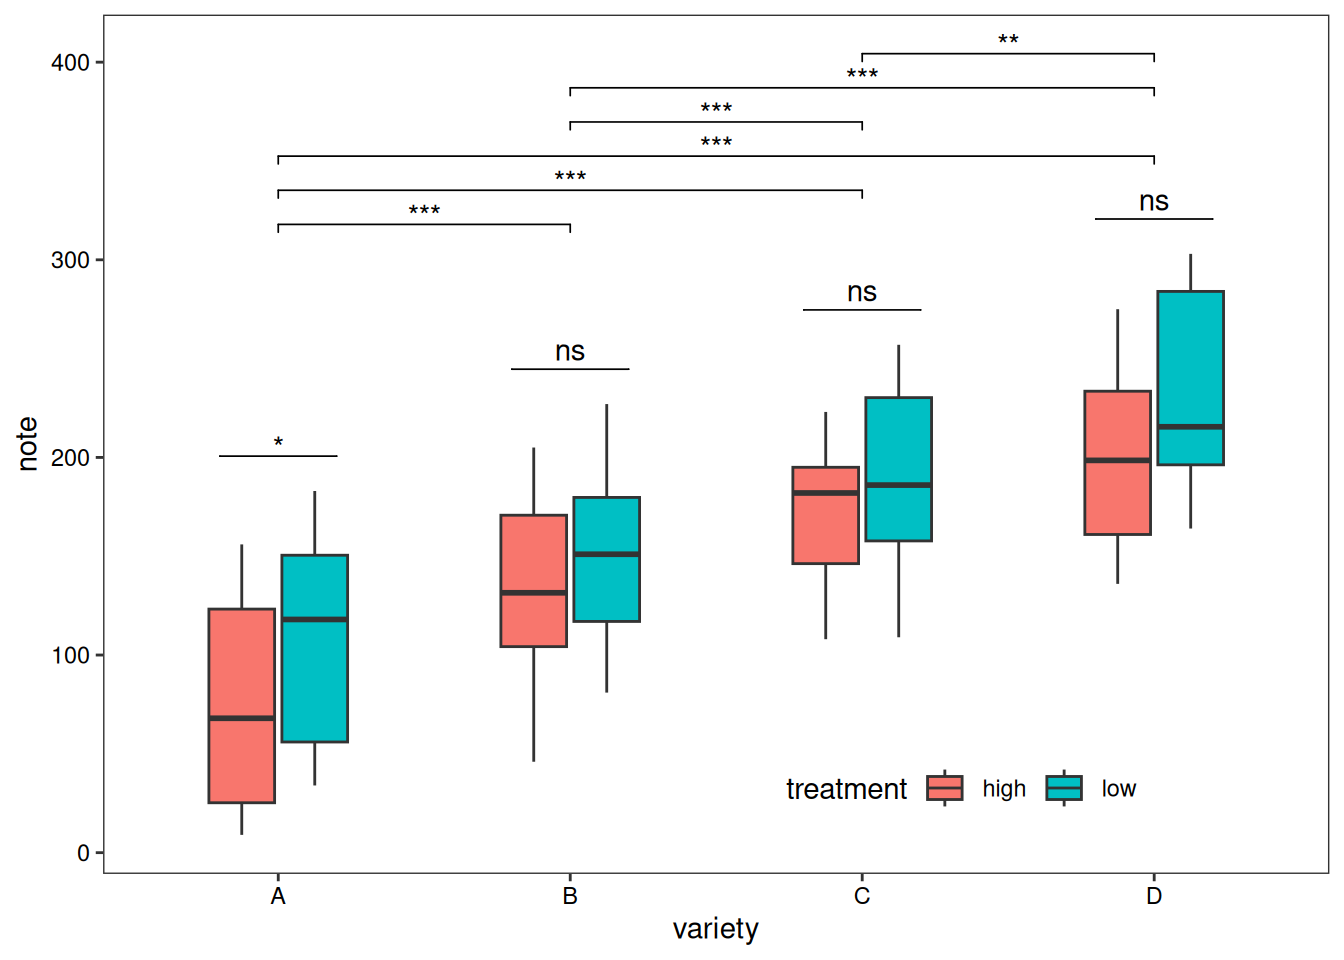 400
**
***
***
***
***
***
ns
300
ns
ns
*
200
note
100
treatment high low
0
A B C D
variety